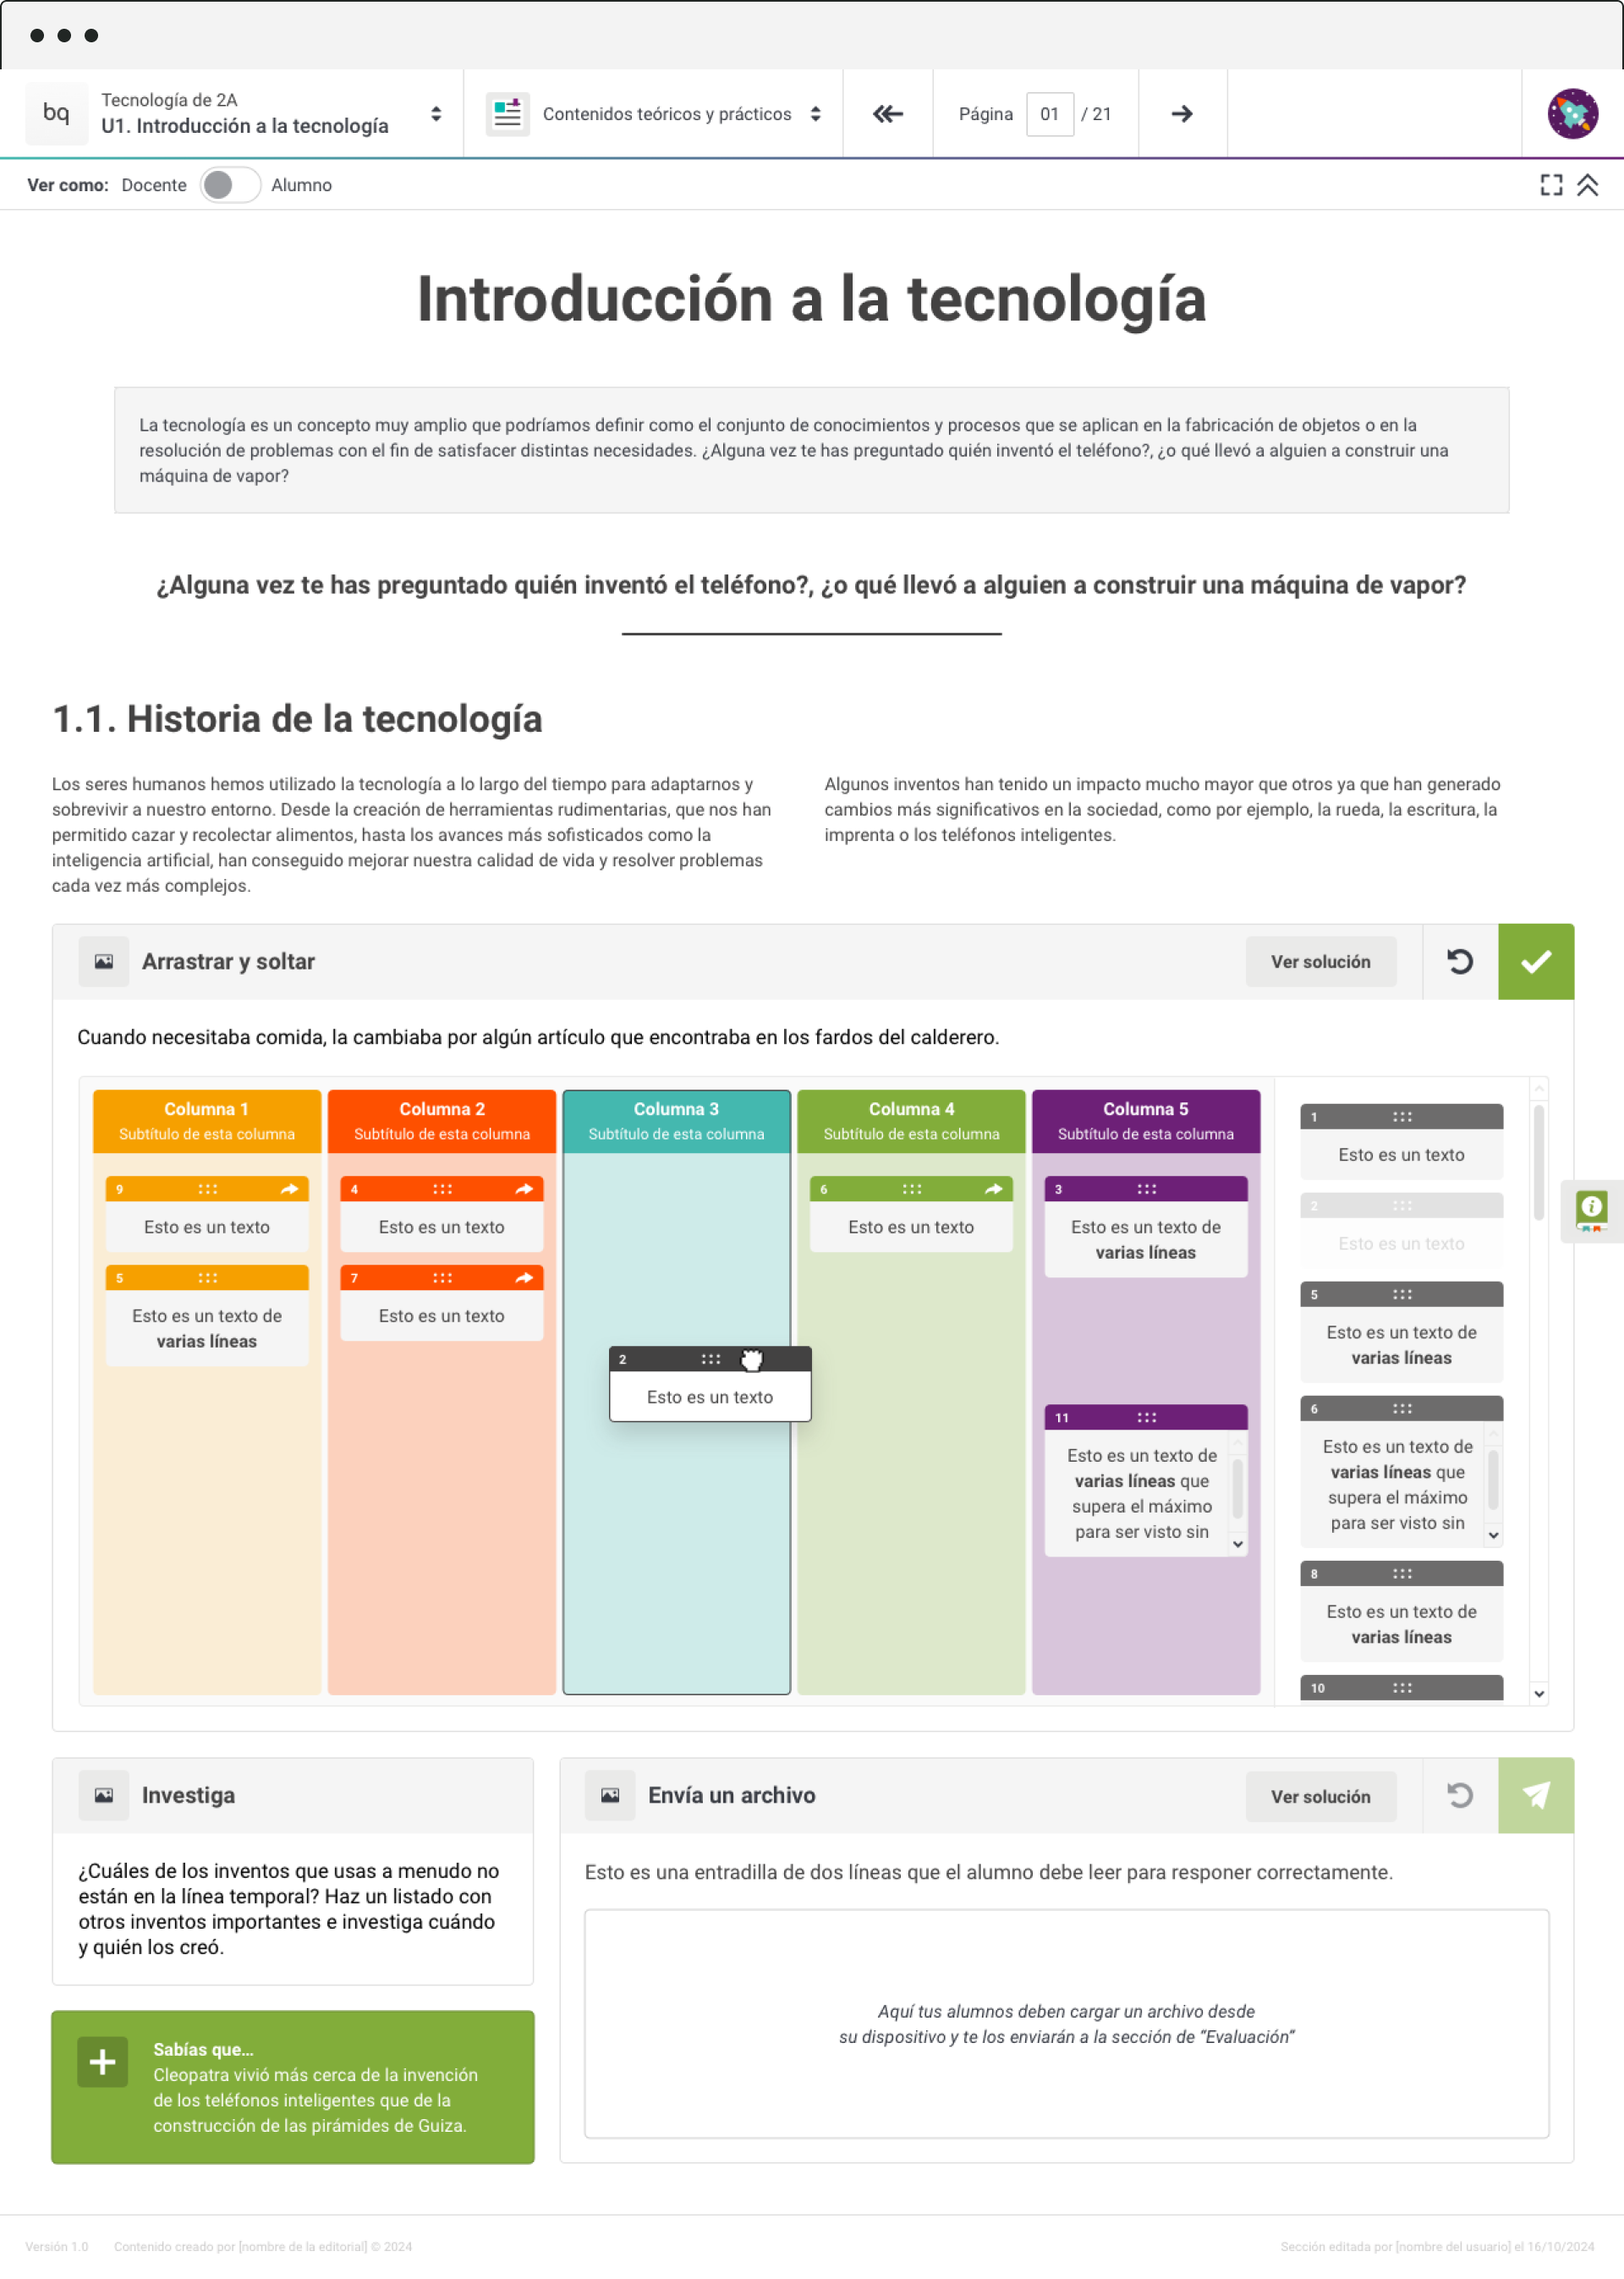 bq
Tecnología de 2A
U1. Introducción a la tecnología
Contenidos teóricos y prácticos
Página 01 / 21
Ver como: Docente Alumno
Introducción a la tecnología
La tecnología es un concepto muy amplio que podríamos definir como el conjunto de conocimientos y procesos que se aplican en la fabricación de objetos o en la
resolución de problemas con el fin de satisfacer distintas necesidades. ¿Alguna vez te has preguntado quién inventó el teléfono?, ¿o qué llevó a alguien a construir una
máquina de vapor?
¿Alguna vez te has preguntado quién inventó el teléfono?, ¿o qué llevó a alguien a construir una máquina de vapor?
1.1. Historia de la tecnología
Los seres humanos hemos utilizado la tecnología a lo largo del tiempo para adaptarnos y
sobrevivir a nuestro entorno. Desde la creación de herramientas rudimentarias, que nos han
permitido cazar y recolectar alimentos, hasta los avances más sofisticados como la
inteligencia artificial, han conseguido mejorar nuestra calidad de vida y resolver problemas
cada vez más complejos.
Algunos inventos han tenido un impacto mucho mayor que otros ya que han generado
cambios más significativos en la sociedad, como por ejemplo, la rueda, la escritura, la
imprenta o los teléfonos inteligentes.
Arrastrar y soltar
Ver solución
Cuando necesitaba comida, la cambiaba por algún artículo que encontraba en los fardos del calderero.
Columna 1
Subtítulo de esta columna
9
Esto es un texto
5
Esto es un texto de
varias líneas
Columna 2
Subtítulo de esta columna
4
Esto es un texto
7
Esto es un texto
Columna 3
Subtítulo de esta columna
2
Esto es un texto
Columna 4
Subtítulo de esta columna
6
Esto es un texto
Columna 5
Subtítulo de esta columna
3
Esto es un texto de
varias líneas
11
Esto es un texto de
varias líneas que
supera el máximo
para ser visto sin
1
Esto es un texto
2
Esto es un texto
5
Esto es un texto de
varias líneas
6
Esto es un texto de
varias líneas que
supera el máximo
para ser visto sin
8
Esto es un texto de
varias líneas
10
Investiga
¿Cuáles de los inventos que usas a menudo no
están en la línea temporal? Haz un listado con
otros inventos importantes e investiga cuándo
y quién los creó.
Sabías que...
Cleopatra vivió más cerca de la invención
de los teléfonos inteligentes que de la
construcción de las pirámides de Guiza.
Envía un archivo
Ver solución
Esto es una entradilla de dos líneas que el alumno debe leer para responer correctamente.
Aquí tus alumnos deben cargar un archivo desde
su dispositivo y te los enviarán a la sección de “Evaluación”
Versión 1.0 Contenido creado por [nombre de la editorial] © 2024
Sección editada por [nombre del usuario] el 16/10/2024